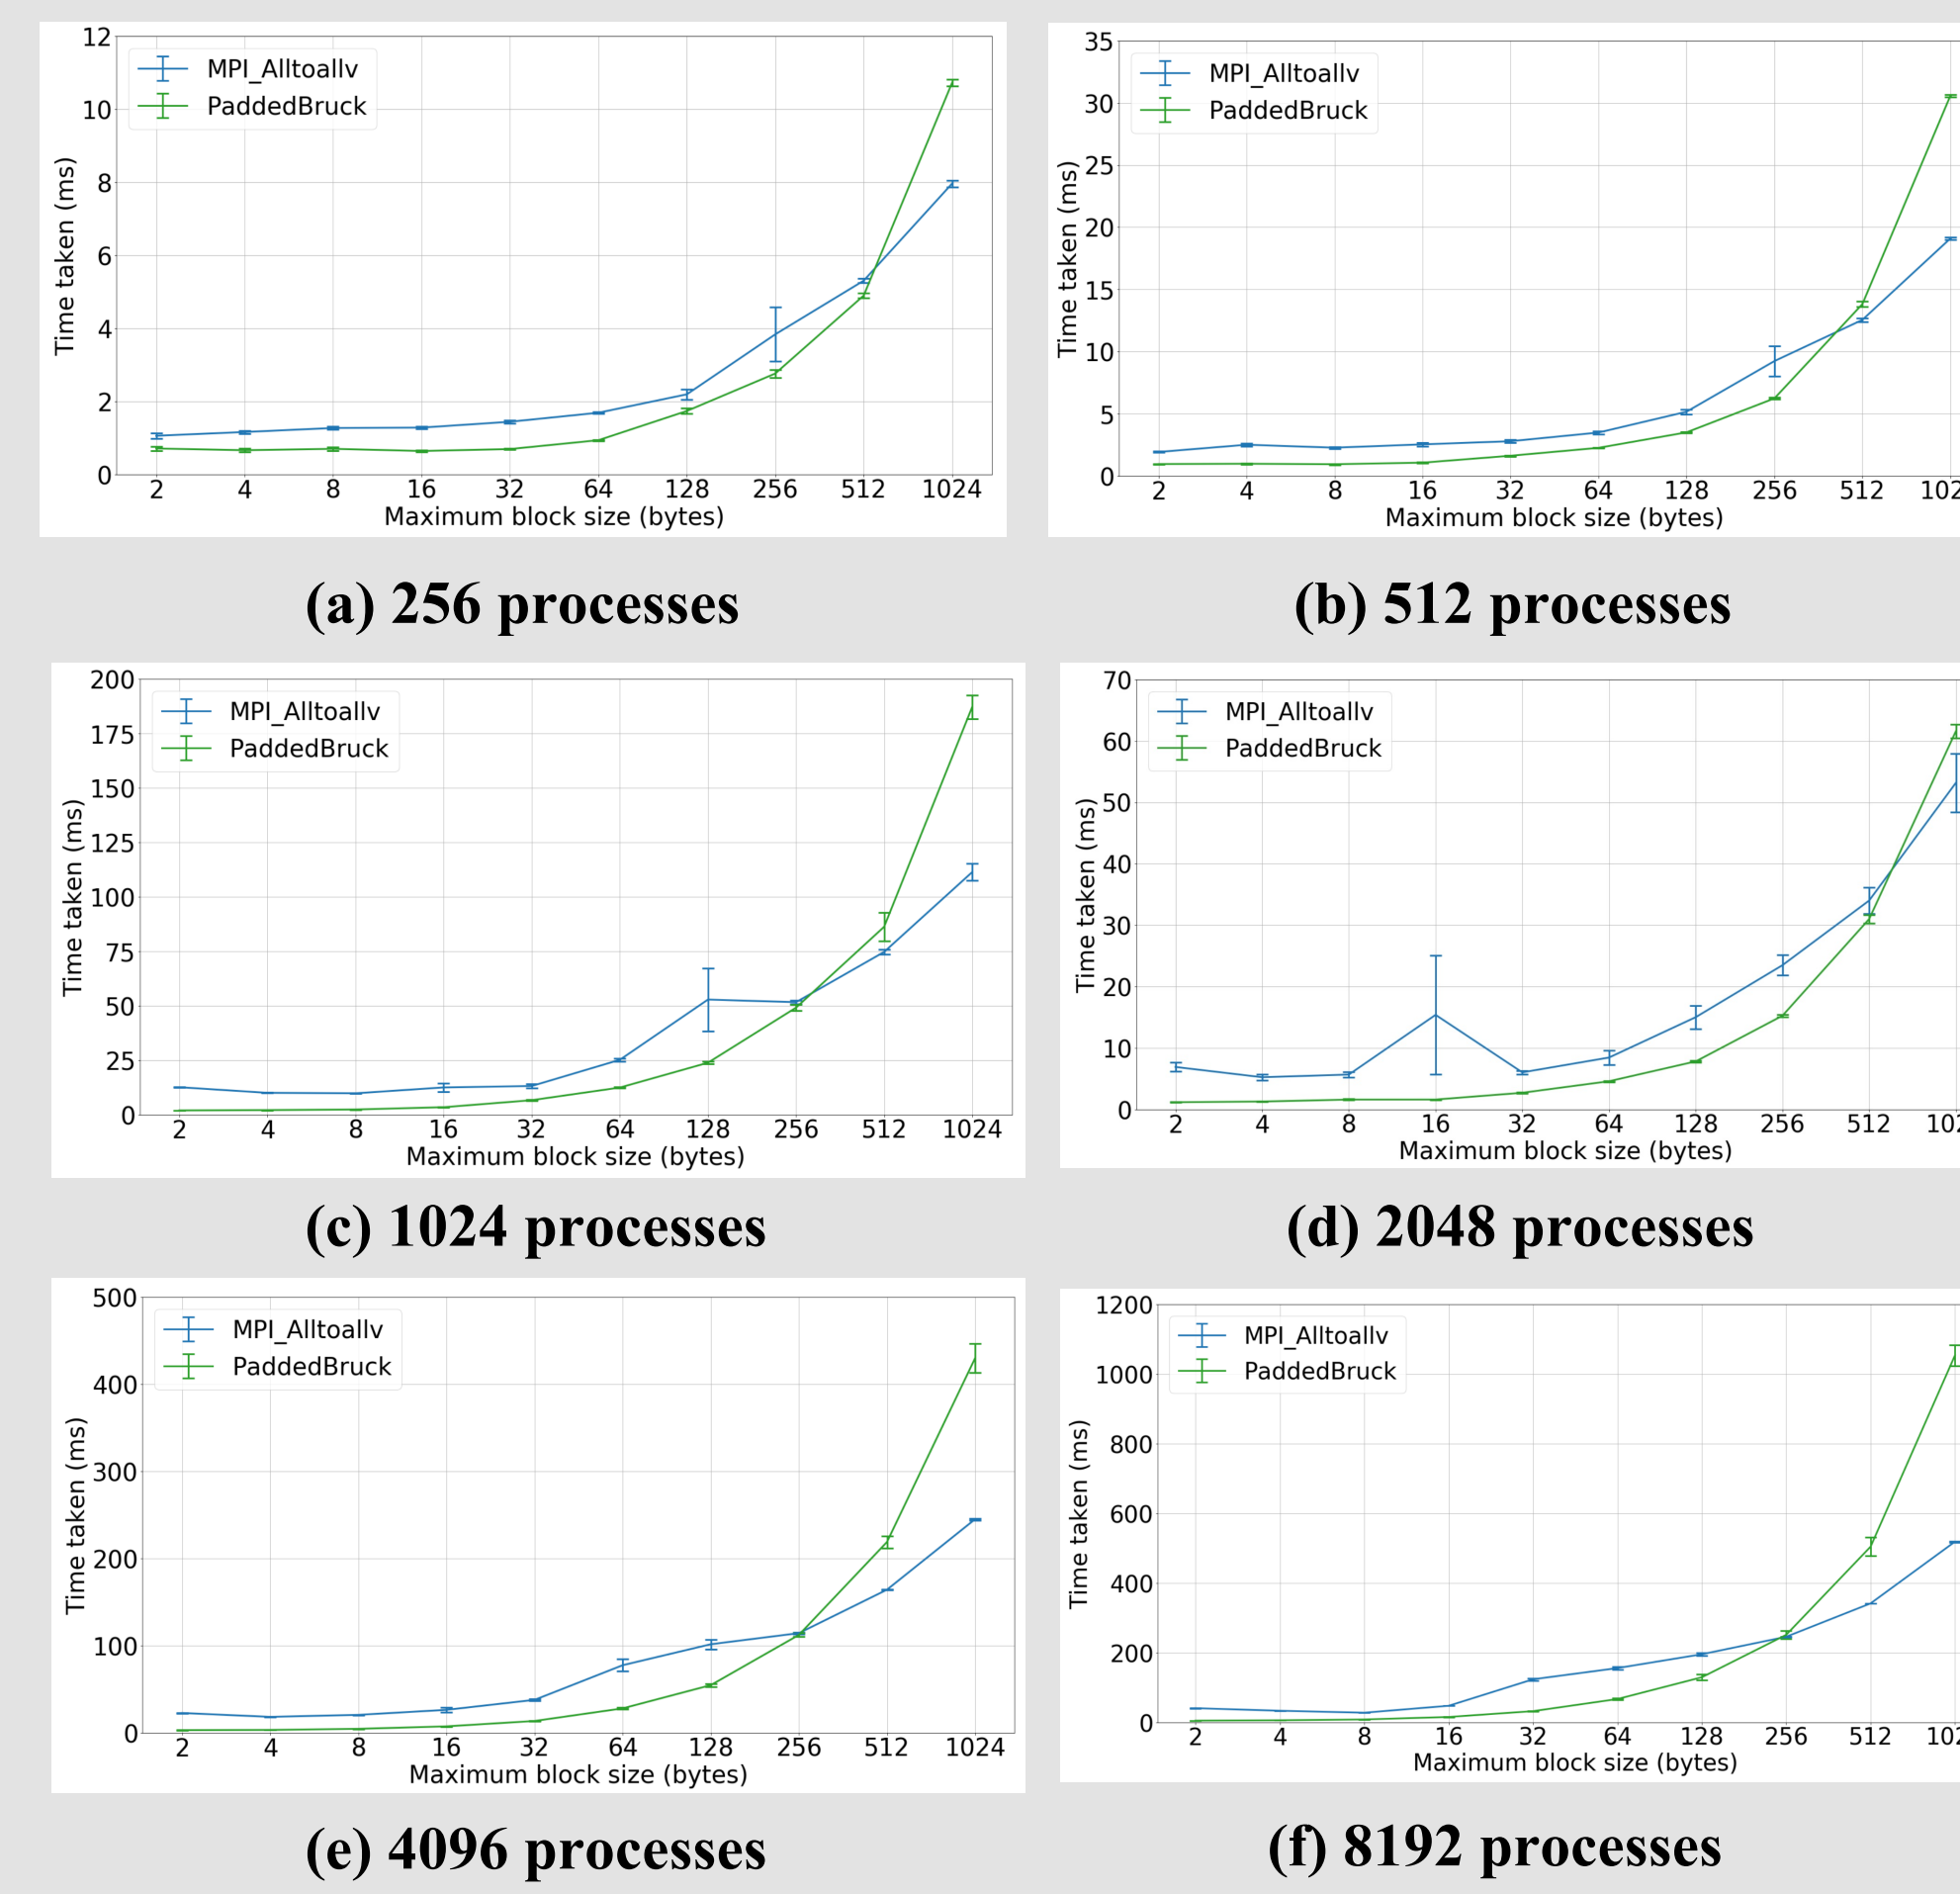 12
10
8
6
4
2
0
Time taken (ms)
MPI_Alltoallv
PaddedBruck
2 4 8 16 32 64 128 256 512 1024
Maximum block size (bytes)
(a) 256 processes
35
30
25
20
15
10
5
0
Time taken (ms)
MPI_Alltoallv
PaddedBruck
2 4 8 16 32 64 128 256 512
Maximum block size (bytes)
(b) 512 processes
200
175
150
125
100
75
50
25
0
Time taken (ms)
MPI_Alltoallv
PaddedBruck
2 4 8 16 32 64 128 256 512 1024
Maximum block size (bytes)
(c) 1024 processes
70
60
50
40
30
20
10
0
Time taken (ms)
MPI_Alltoallv
PaddedBruck
2 4 8 16 32 64 128 256 512
Maximum block size (bytes)
(d) 2048 processes
500
400
300
200
100
0
Time taken (ms)
MPI_Alltoallv
PaddedBruck
2 4 8 16 32 64 128 256 512 1024
Maximum block size (bytes)
(e) 4096 processes
1200
1000
800
600
400
200
0
Time taken (ms)
MPI_Alltoallv
PaddedBruck
2 4 8 16 32 64 128 256 512
Maximum block size (bytes)
(f) 8192 processes